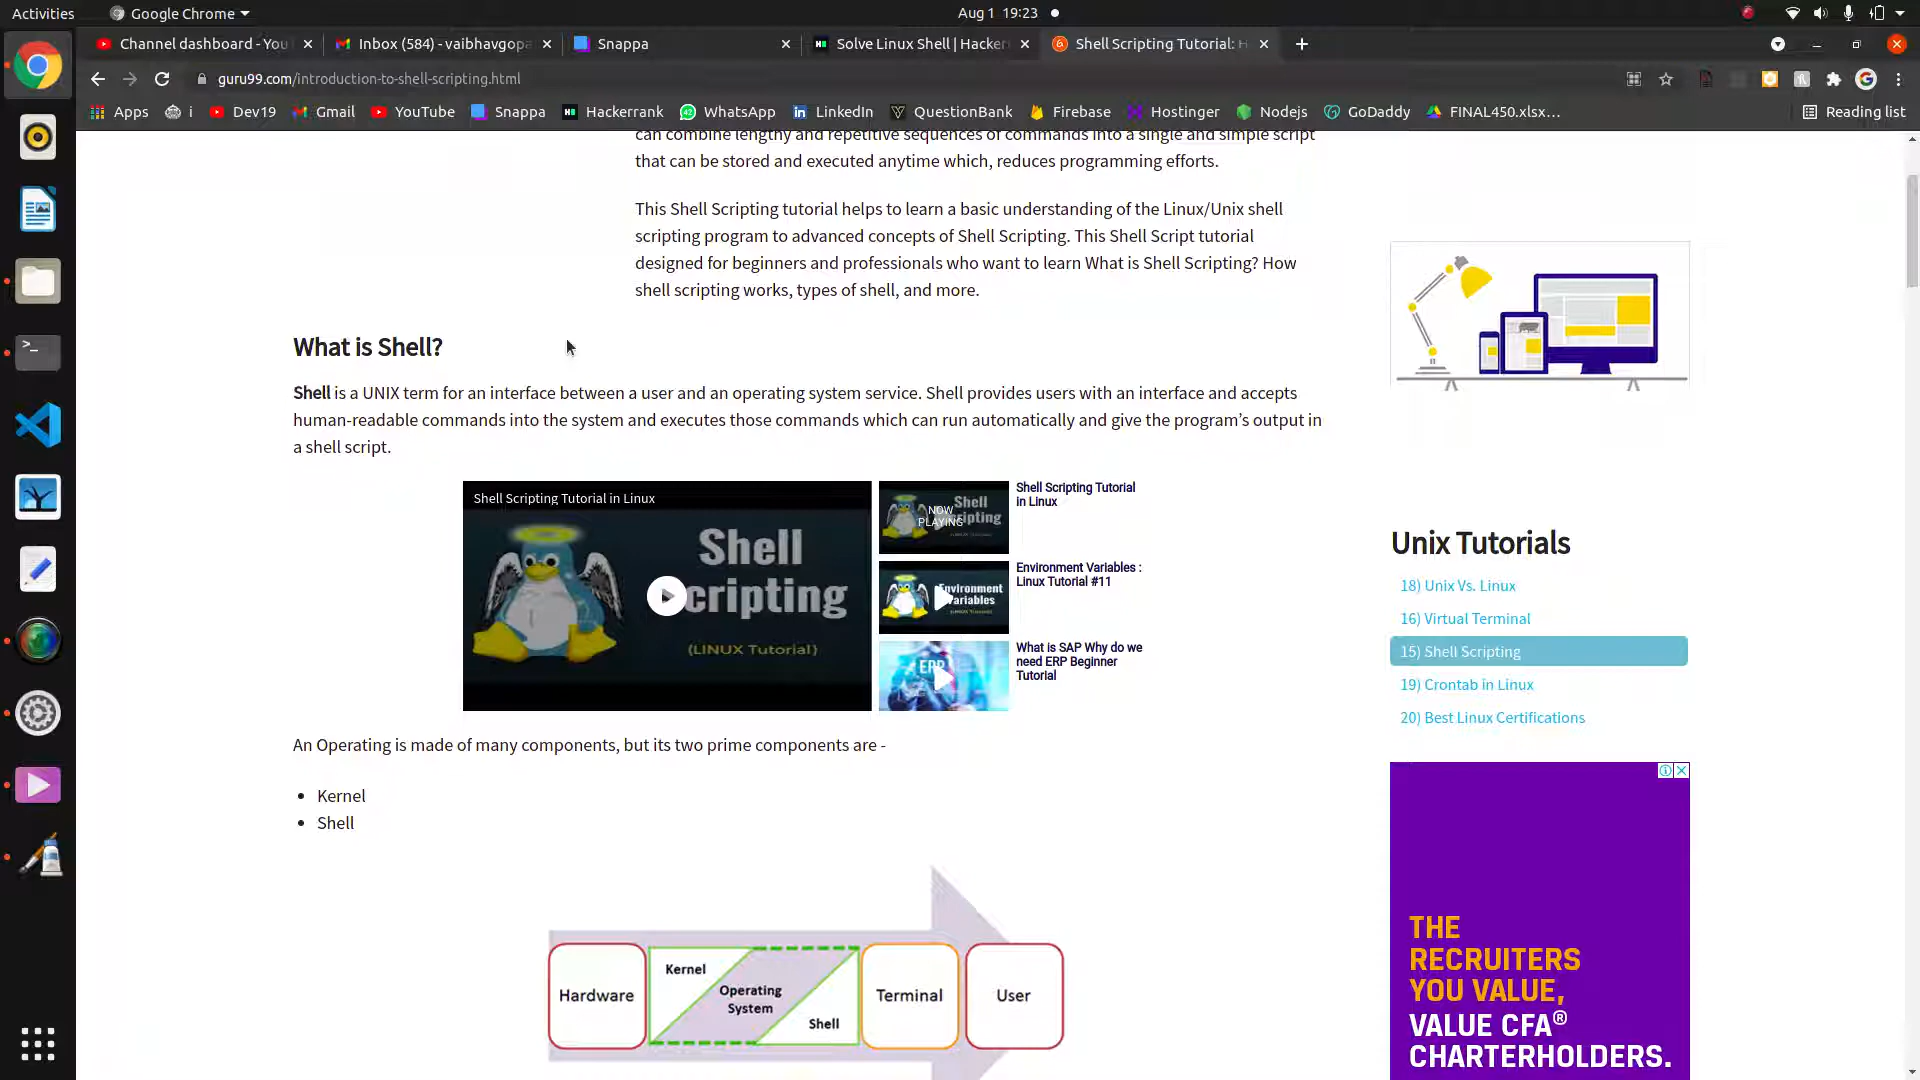 Activities
Google Chrome
Aug 1 19:23
Channel dashboard - You
Inbox (584) - vaibhavgopa
Snappa
Solve Linux Shell | Hacker
Shell Scripting Tutorial: H
guru99.com/introduction-to-shell-scripting.html
Apps
i
Dev19
Gmail
YouTube
Snappa
Hackerrank
WhatsApp
LinkedIn
QuestionBank
Firebase
Hostinger
Nodejs
GoDaddy
FINAL450.xlsx...
Reading list
can combine lengthy and repetitive sequences of commands into a single and simple script
that can be stored and executed anytime which, reduces programming efforts.
This Shell Scripting tutorial helps to learn a basic understanding of the Linux/Unix shell
scripting program to advanced concepts of Shell Scripting. This Shell Script tutorial
designed for beginners and professionals who want to learn What is Shell Scripting? How
shell scripting works, types of shell, and more.
What is Shell?
Shell is a UNIX term for an interface between a user and an operating system service. Shell provides users with an interface and accepts
human-readable commands into the system and executes those commands which can run automatically and give the program’s output in
a shell script.
Shell Scripting Tutorial in Linux
Shell
Scripting
(LINUX Tutorial)
NOW
PLAYING
Shell
Scripting
Shell Scripting Tutorial
in Linux
Environment
Variables
Environment Variables :
Linux Tutorial #11
ERP
What is SAP Why do we
need ERP Beginner
Tutorial
An Operating is made of many components, but its two prime components are -
• Kernel
• Shell
Hardware
Kernel
Operating
System
Shell
Terminal
User
Unix Tutorials
18) Unix Vs. Linux
16) Virtual Terminal
15) Shell Scripting
19) Crontab in Linux
20) Best Linux Certifications
THE
RECRUITERS
YOU VALUE,
VALUE CFA®
CHARTERHOLDERS.